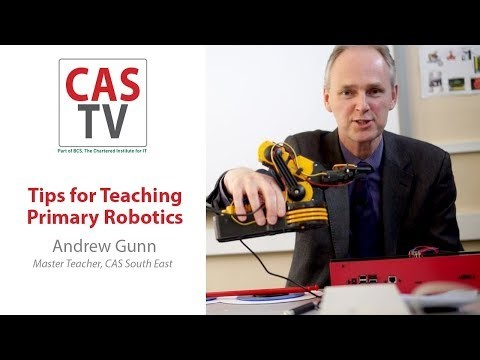 CAS
TV
Part of BCS, The Chartered Institute for IT
Tips for Teaching
Primary Robotics
Andrew Gunn
Master Teacher, CAS South East